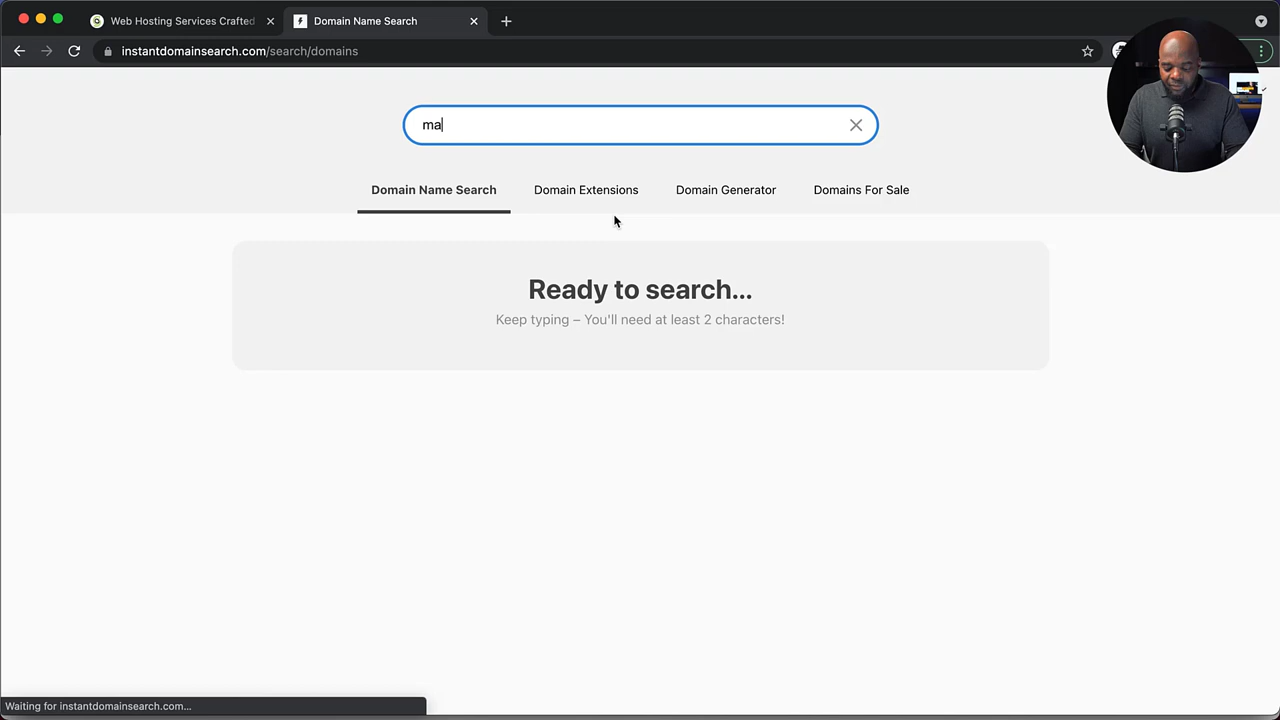 Web Hosting Services Crafted
Domain Name Search
instantdomainsearch.com/search/domains
ma
Domain Name Search
Domain Extensions
Domain Generator
Domains For Sale
Ready to search...
Keep typing – You'll need at least 2 characters!
Waiting for instantdomainsearch.com...